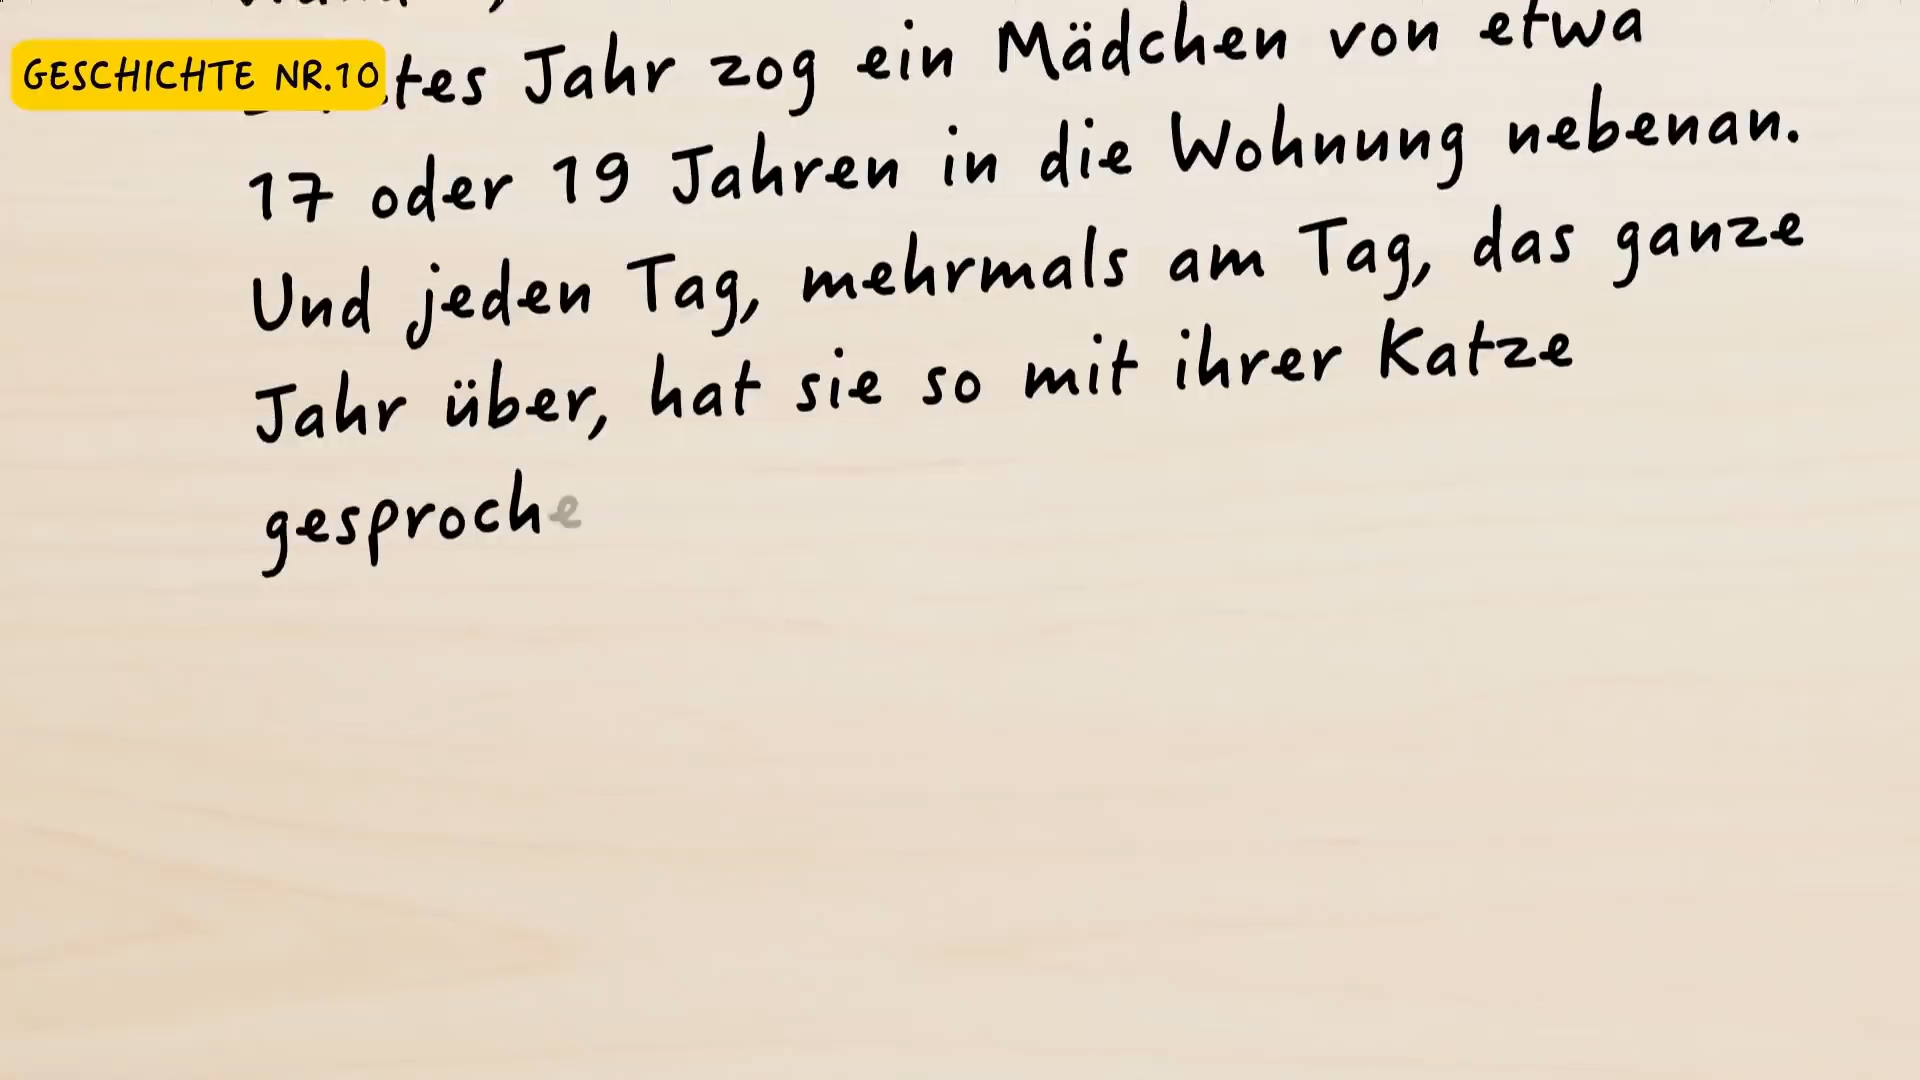 GESCHICHTE NR.10
Jahr zog ein Mädchen von etwa
17 oder 19 Jahren in die Wohnung nebenan.
Und jeden Tag, mehrmals am Tag, das ganze
Jahr über, hat sie so mit ihrer Katze
gesproche